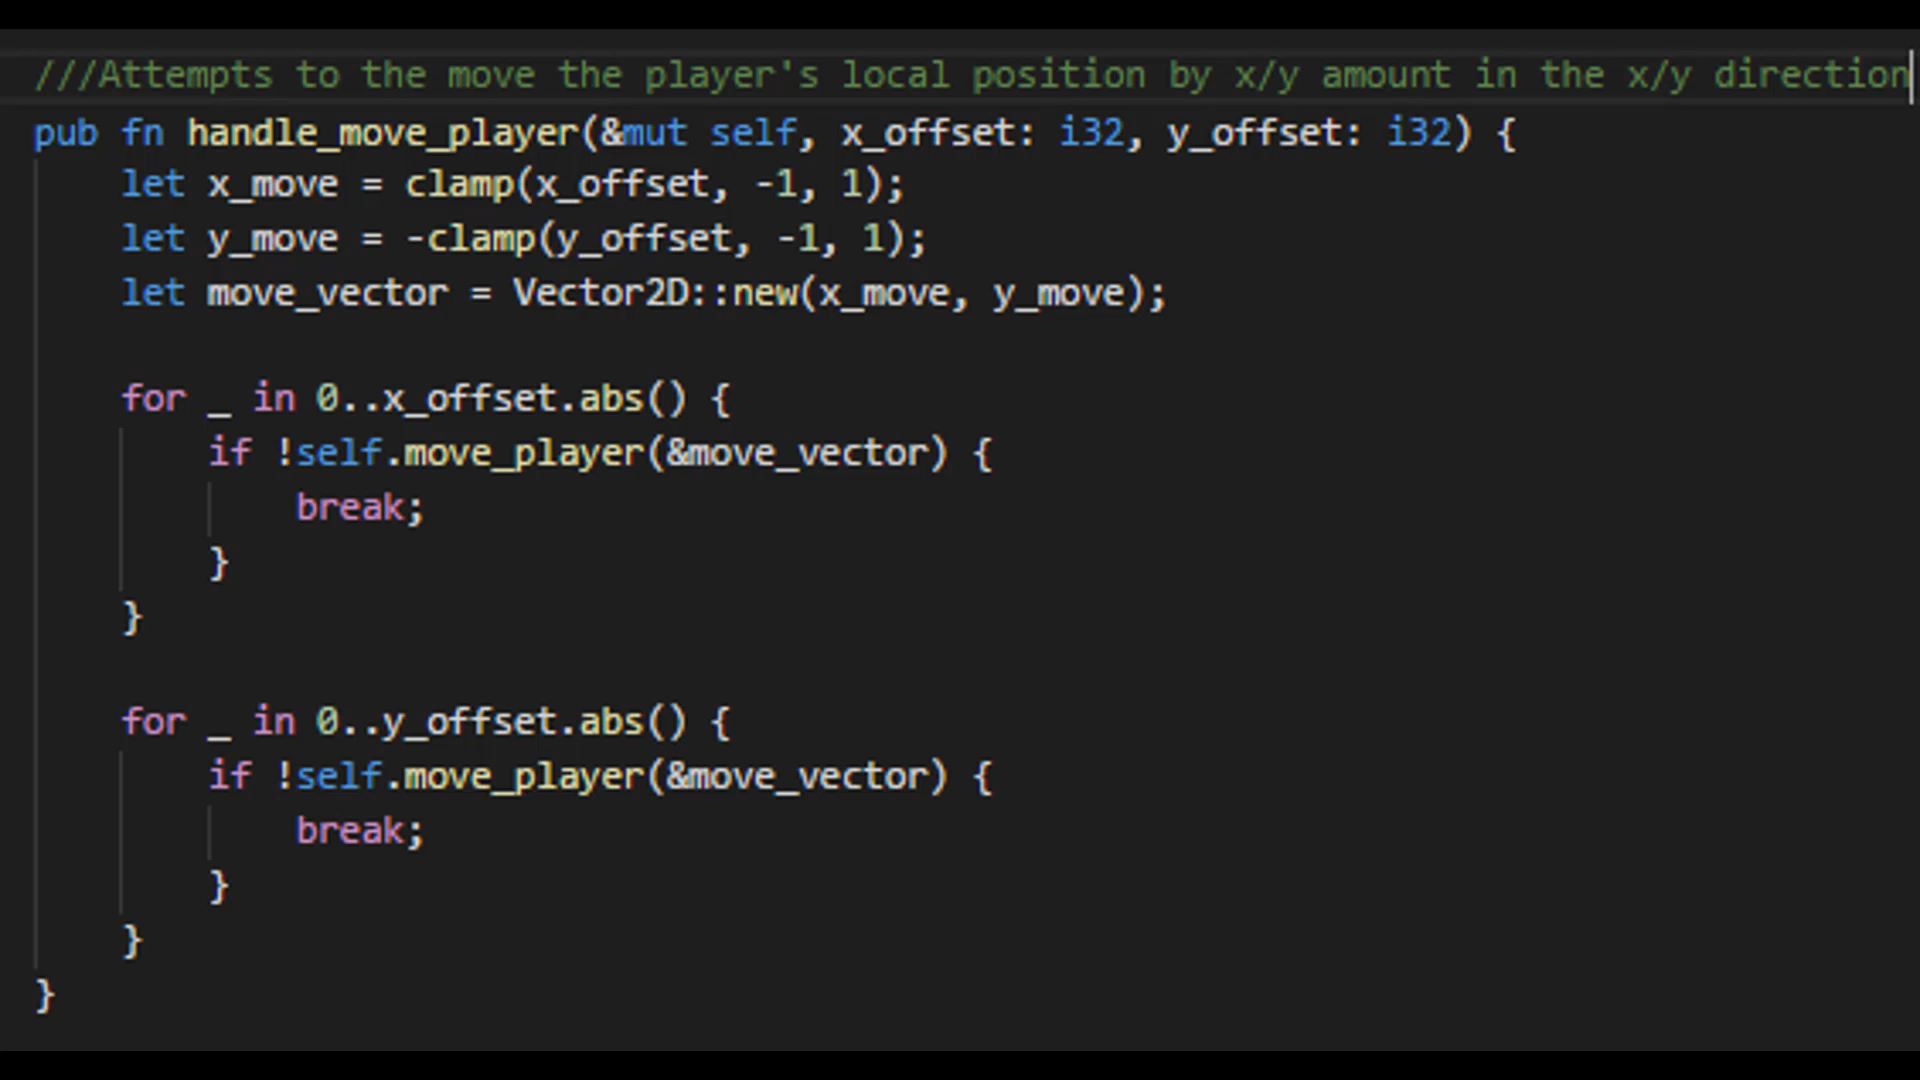 ///Attempts to the move the player's local position by x/y amount in the x/y direction
pub fn handle_move_player(&mut self, x_offset: i32, y_offset: i32) {
    let x_move = clamp(x_offset, -1, 1);
    let y_move = -clamp(y_offset, -1, 1);
    let move_vector = Vector2D::new(x_move, y_move);

    for _ in 0..x_offset.abs() {
        if !self.move_player(&move_vector) {
            break;
        }
    }

    for _ in 0..y_offset.abs() {
        if !self.move_player(&move_vector) {
            break;
        }
    }
}